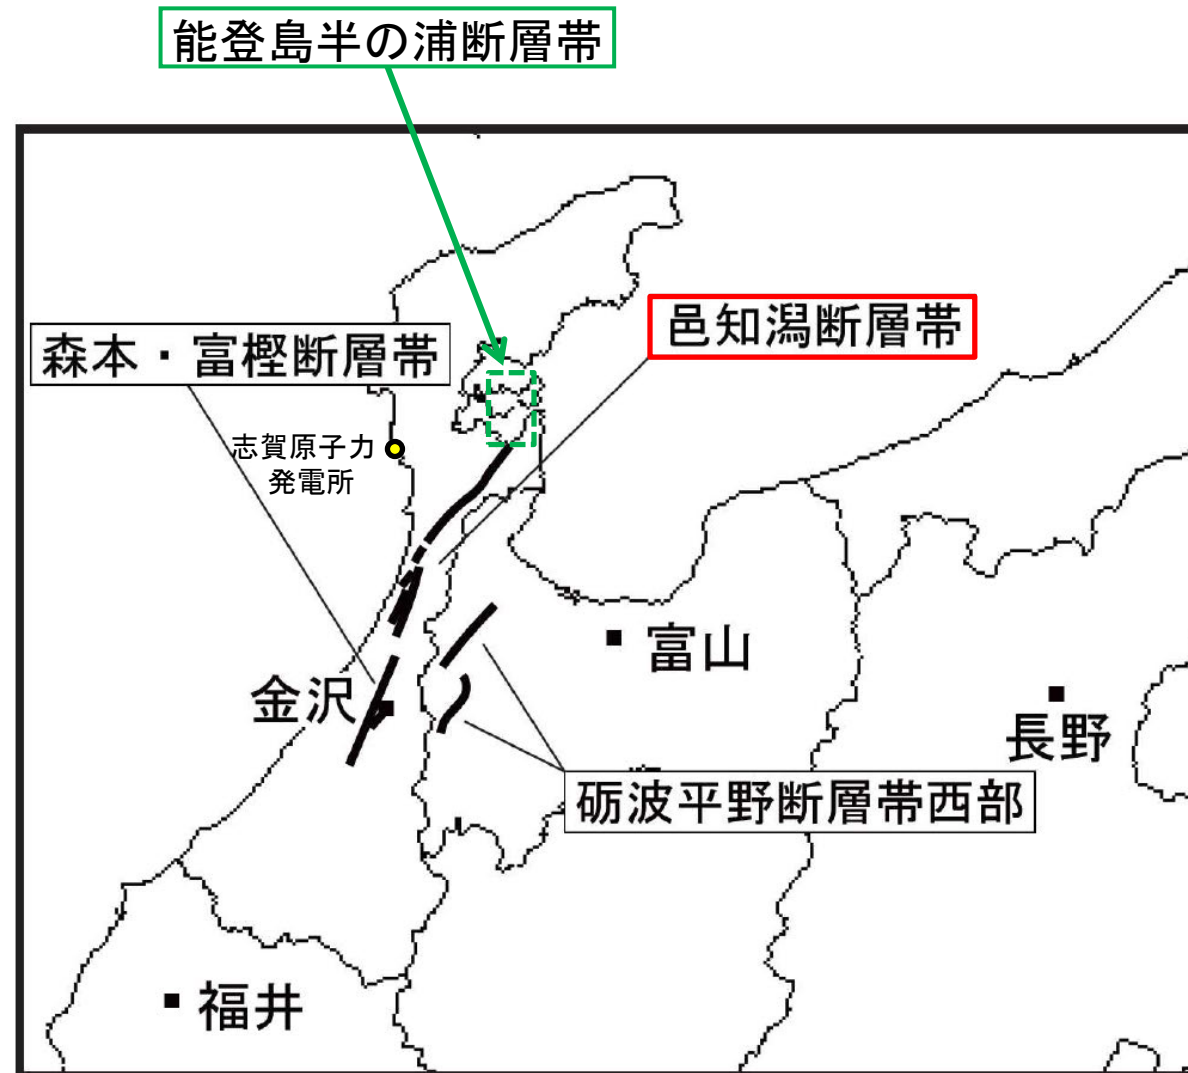 能登島半の浦断層帯
邑知潟断層帯
森本・富樫断層帯
志賀原子力
発電所
富山
金沢
長野
砺波平野断層帯西部
福井